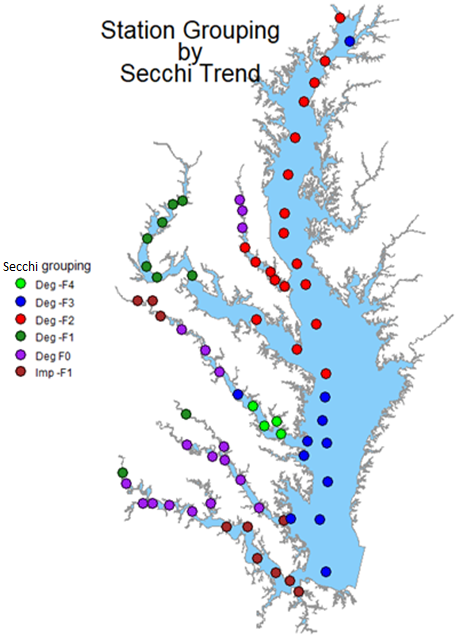 Station Grouping
by
Secchi Trend
Secchi grouping
Deg -F4
Deg -F3
Deg -F2
Deg -F1
Deg F0
Imp -F1